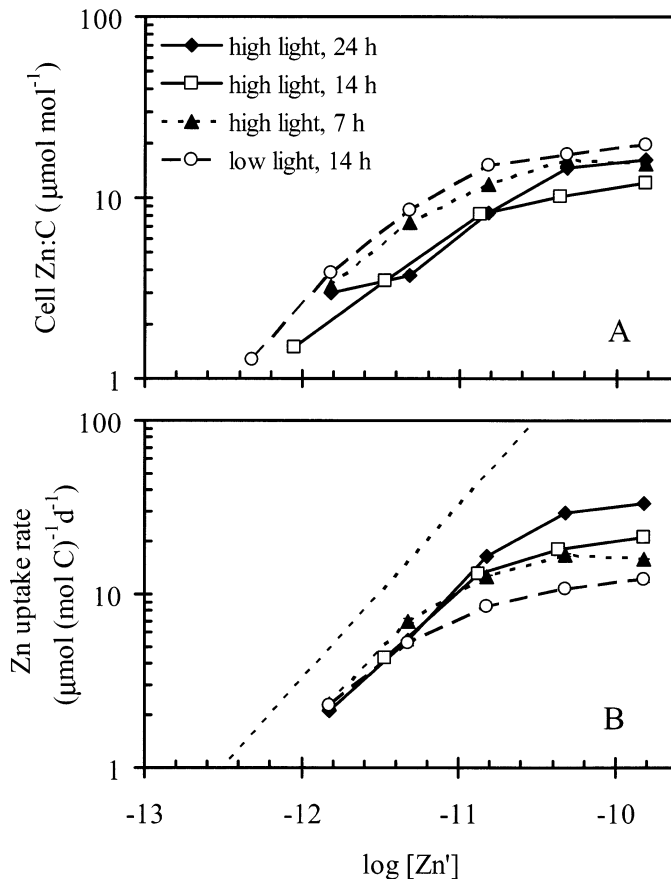 100
high light, 24 h
high light, 14 h
high light, 7 h
low light, 14 h
10
1
Cell Zn:C (μmol mol⁻¹)
A
100
10
1
Zn uptake rate
(μmol (mol C)⁻¹d⁻¹)
B
-13
-12
-11
-10
log [Zn']